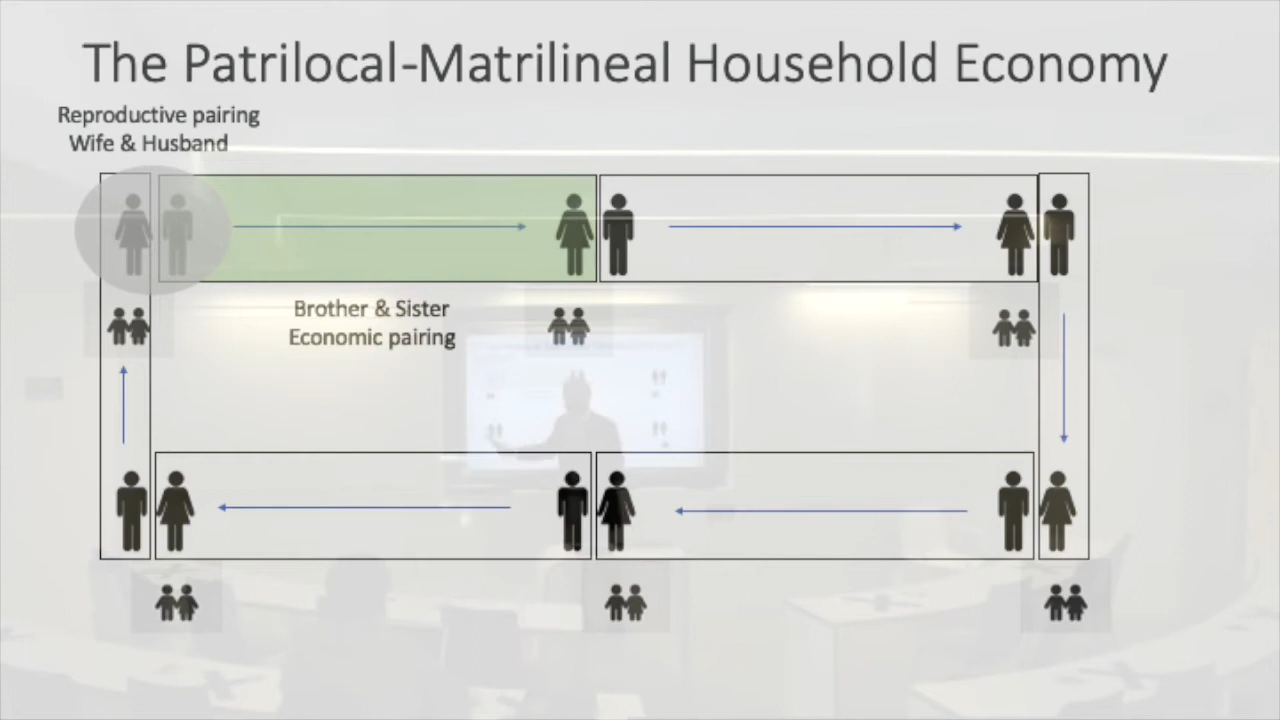 The Patrilocal-Matrilineal Household Economy
Reproductive pairing
Wife & Husband
Brother & Sister
Economic pairing